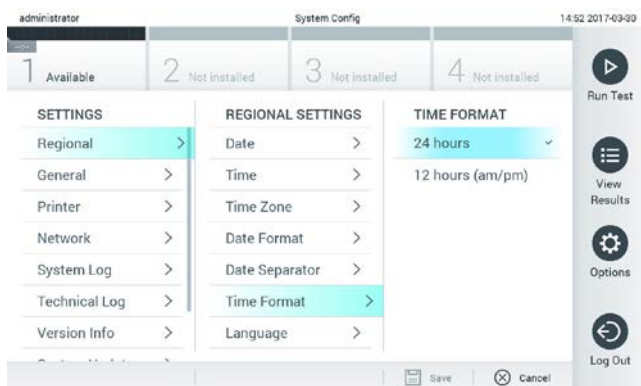 administrator System Config 14:52 2017-03-30
1 Available 2 Not installed 3 Not installed 4 Not installed
Run Test
SETTINGS REGIONAL SETTINGS TIME FORMAT
Regional > Date > 24 hours ✓
General > Time > 12 hours (am/pm)
View
Results
Printer > Time Zone >
Network > Date Format >
System Log > Date Separator >
Options
Technical Log > Time Format >
Version Info > Language >
Log Out
Save Cancel